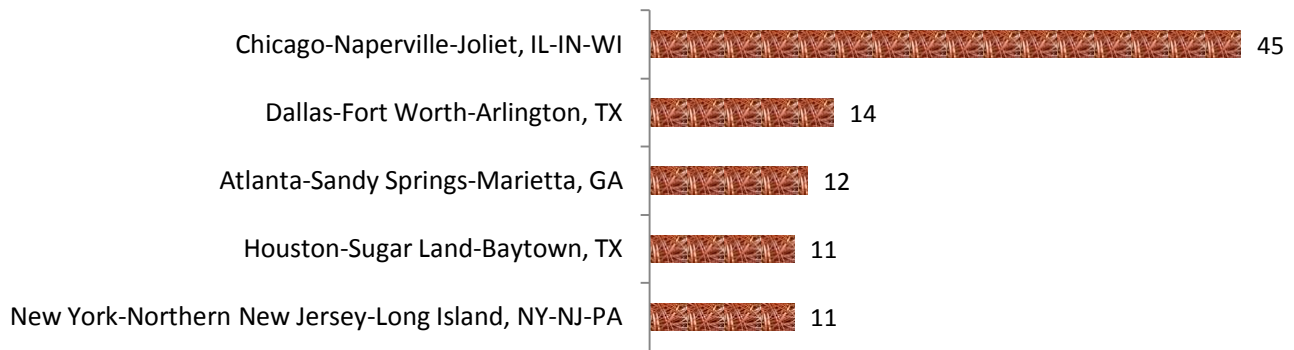 Chicago-Naperville-Joliet, IL-IN-WI 45
Dallas-Fort Worth-Arlington, TX 14
Atlanta-Sandy Springs-Marietta, GA 12
Houston-Sugar Land-Baytown, TX 11
New York-Northern New Jersey-Long Island, NY-NJ-PA 11